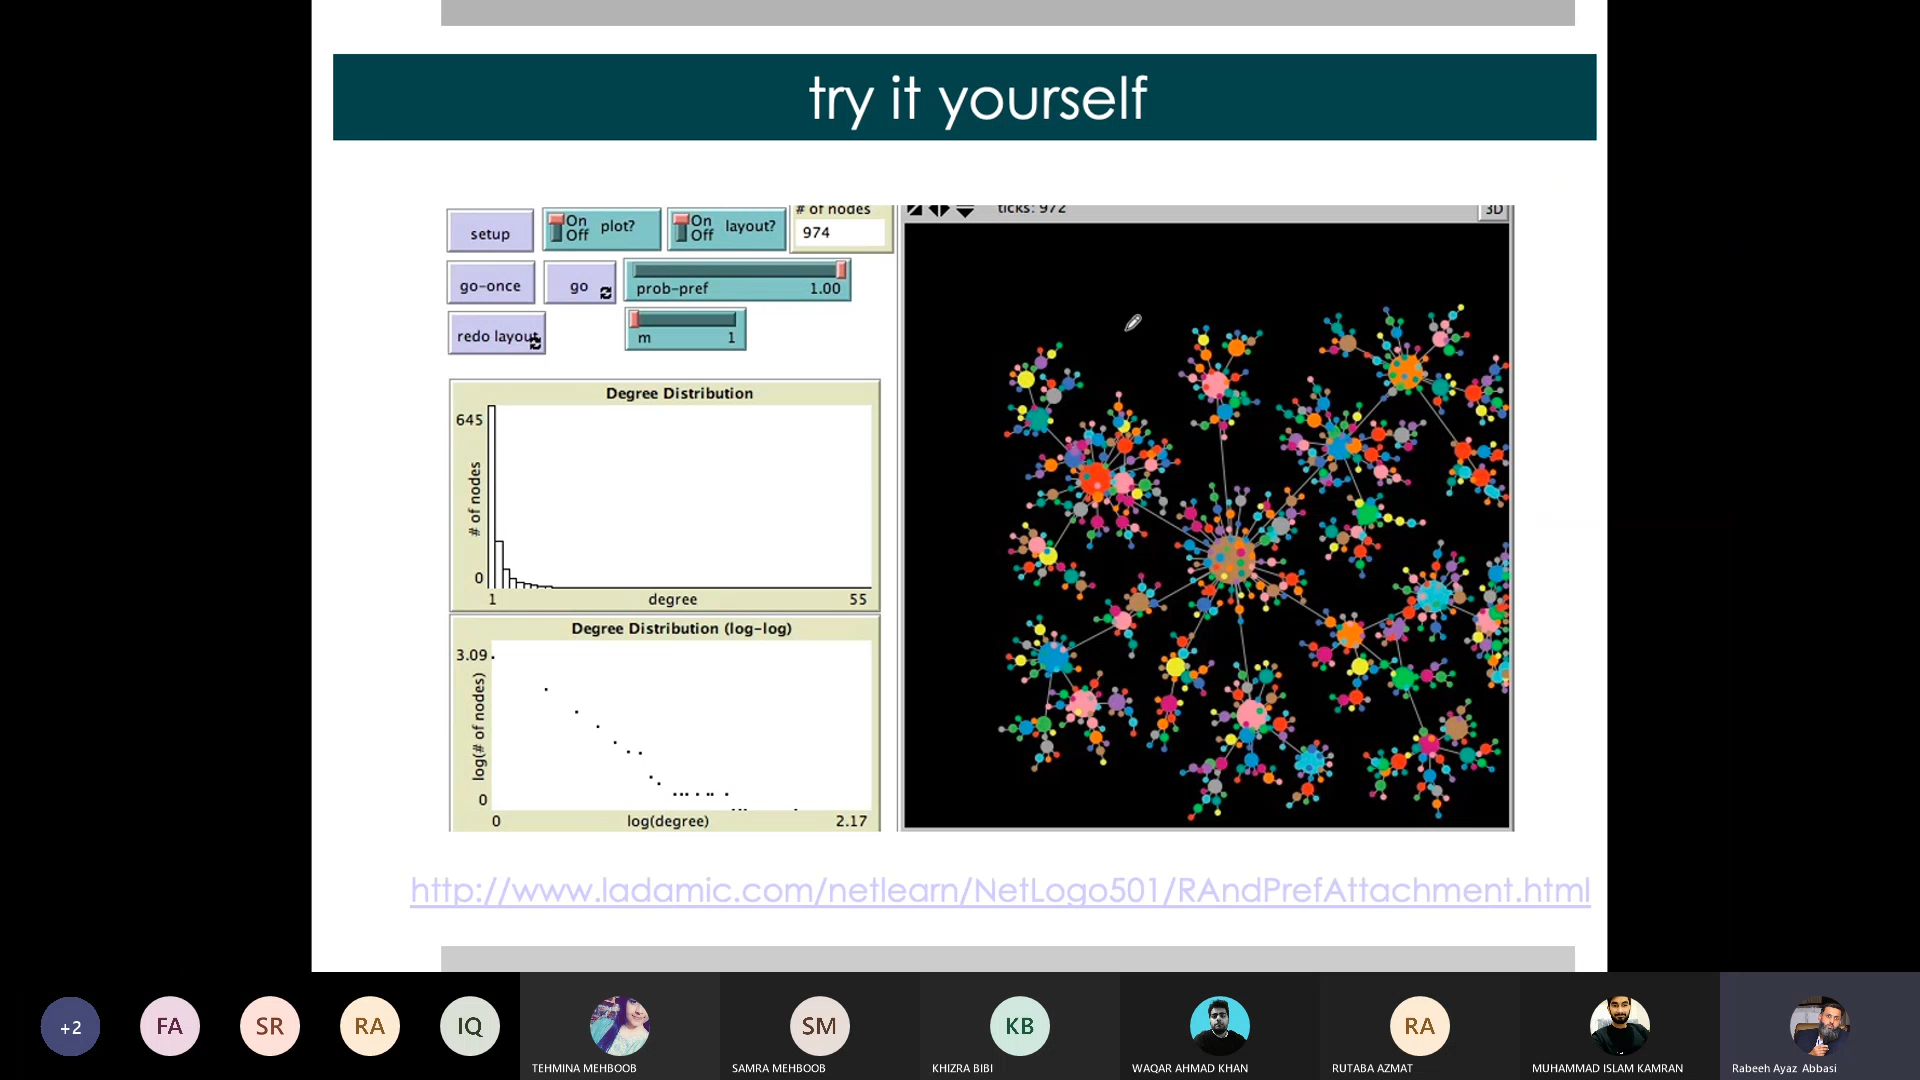 try it yourself
setup
On
Off
plot?
On
Off
layout?
# of nodes
974
ticks: 972
3D
go-once
go
prob-pref 1.00
redo layout
m 1
Degree Distribution
645
# of nodes
0
1 degree 55
Degree Distribution (log-log)
3.09
log(# of nodes)
0
0 log(degree) 2.17
http://www.ladamic.com/netlearn/NetLogo501/RAndPrefAttachment.html
+2
FA
SR
RA
IQ
TEHMINA MEHBOOB
SM
SAMRA MEHBOOB
KB
KHIZRA BIBI
WAQAR AHMAD KHAN
RA
RUTABA AZMAT
MUHAMMAD ISLAM KAMRAN
Rabeeh Ayaz Abbasi